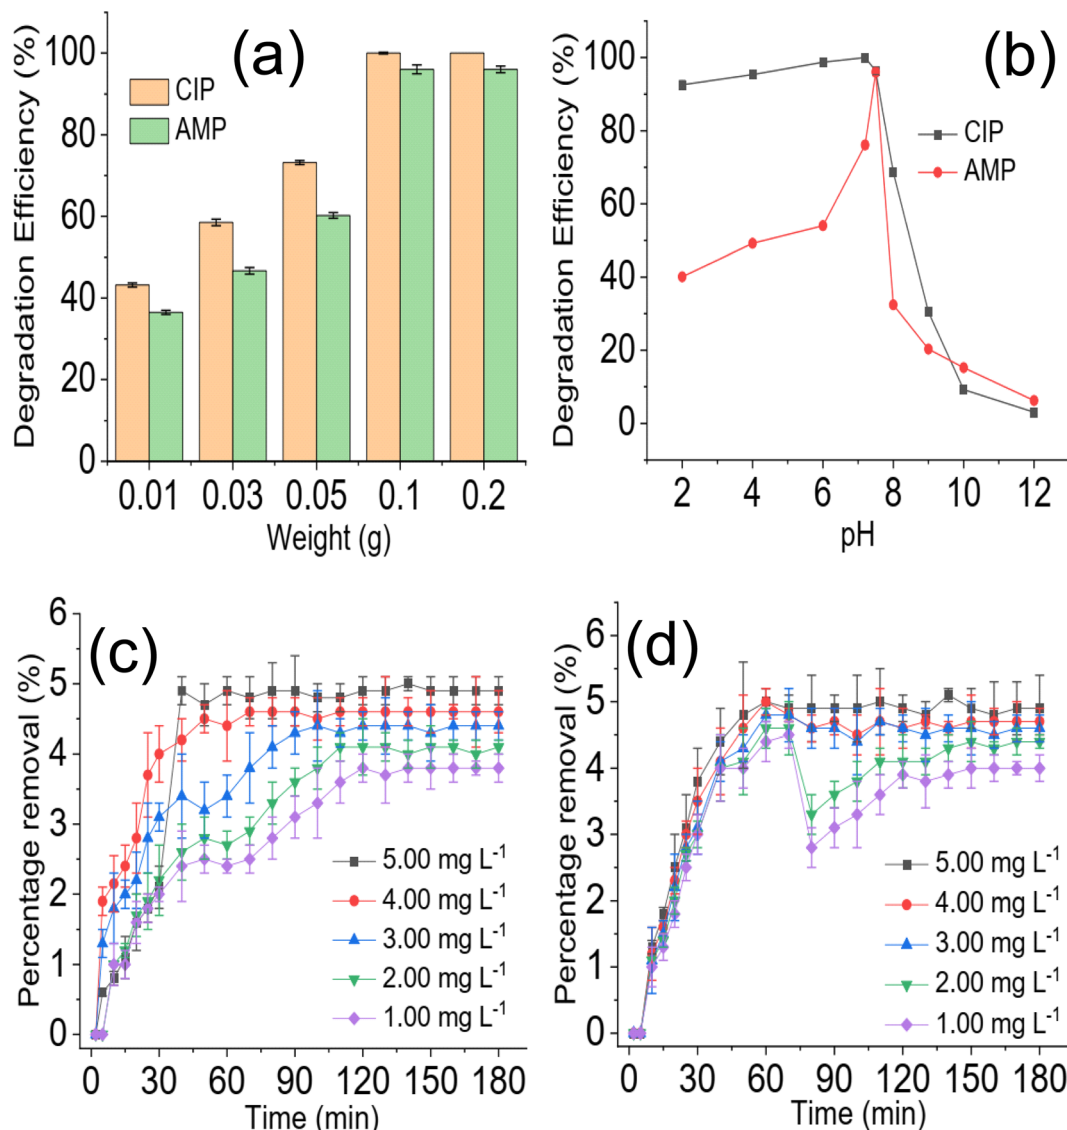 (a)
Degradation Efficiency (%)
100
80
60
40
20
0
CIP
AMP
0.01 0.03 0.05 0.1 0.2
Weight (g)
(b)
Degradation Efficiency (%)
100
80
60
40
20
0
CIP
AMP
2 4 6 8 10 12
pH
(c)
Percentage removal (%)
6
5
4
3
2
1
0
5.00 mg L⁻¹
4.00 mg L⁻¹
3.00 mg L⁻¹
2.00 mg L⁻¹
1.00 mg L⁻¹
0 30 60 90 120 150 180
Time (min)
(d)
Percentage removal (%)
6
5
4
3
2
1
0
5.00 mg L⁻¹
4.00 mg L⁻¹
3.00 mg L⁻¹
2.00 mg L⁻¹
1.00 mg L⁻¹
0 30 60 90 120 150 180
Time (min)